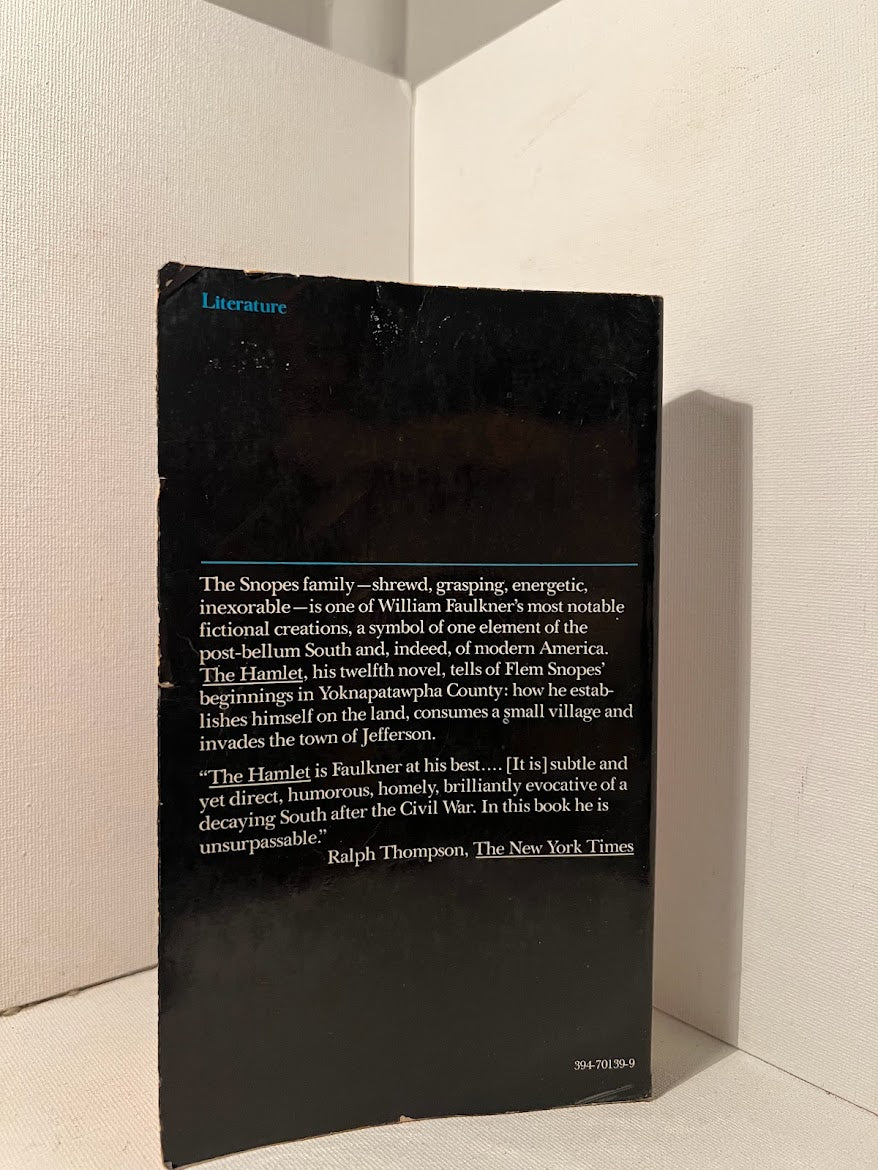 Literature
The Snopes family—shrewd, grasping, energetic,
inexorable—is one of William Faulkner's most notable
fictional creations, a symbol of one element of the
post-bellum South and, indeed, of modern America.
The Hamlet, his twelfth novel, tells of Flem Snopes'
beginnings in Yoknapatawpha County: how he estab-
lishes himself on the land, consumes a small village and
invades the town of Jefferson.
“The Hamlet is Faulkner at his best.... [It is] subtle and
yet direct, humorous, homely, brilliantly evocative of a
decaying South after the Civil War. In this book he is
unsurpassable.”
Ralph Thompson, The New York Times
394-70139-9